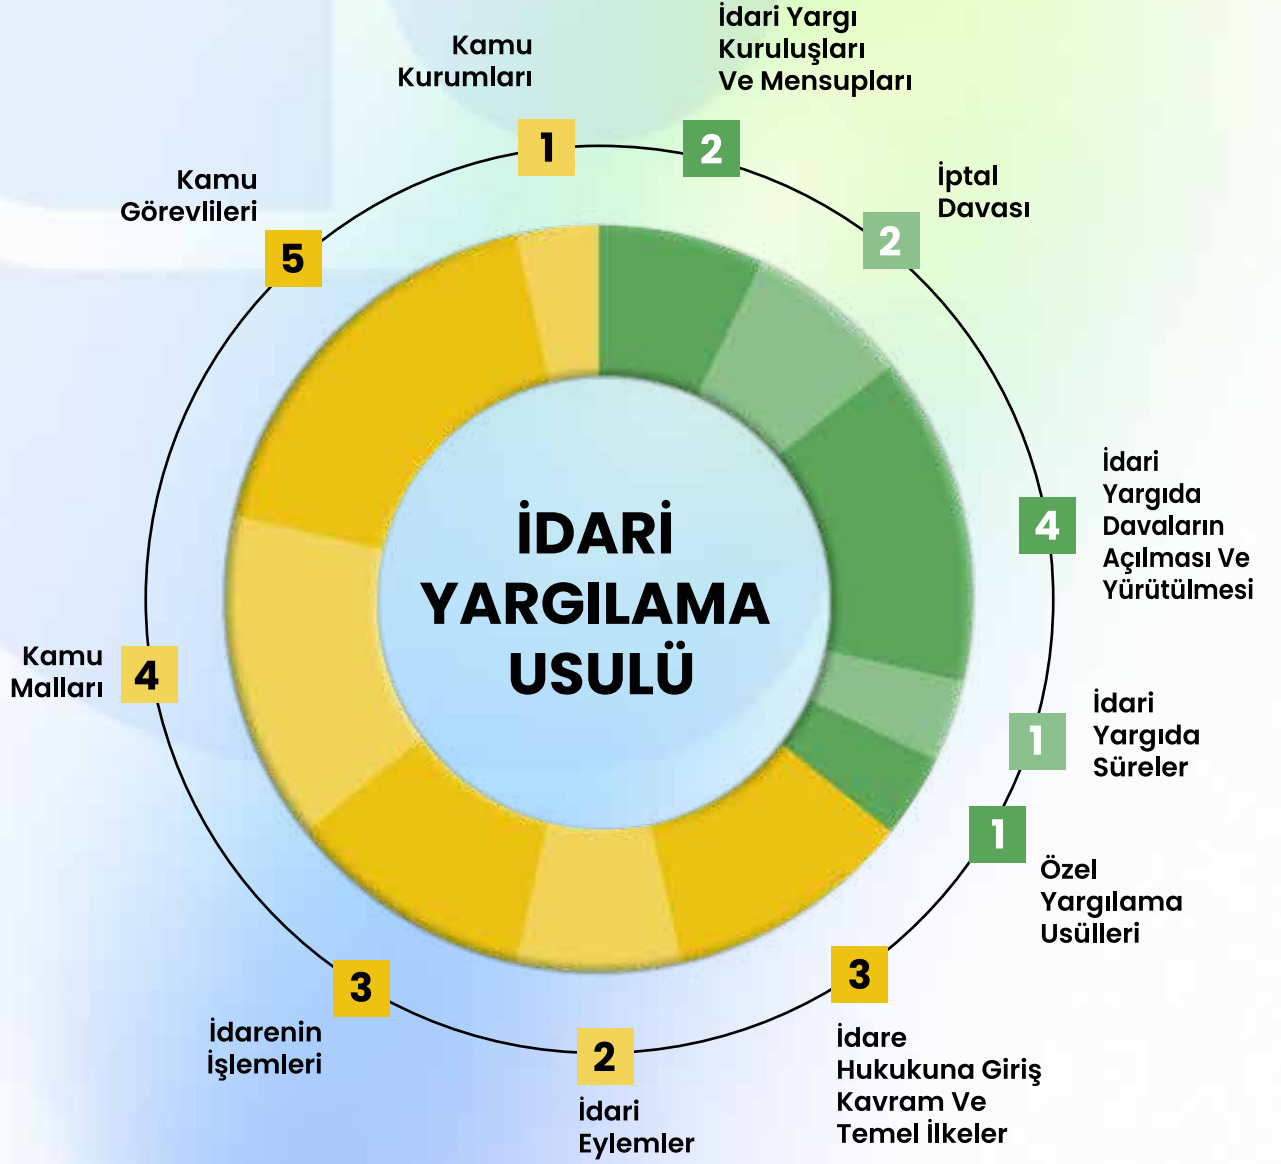 İdari Yargı
Kuruluşları
Ve Mensupları
2
İptal
Davası
2
İdari
Yargıda
Davaların
Açılması Ve
Yürütülmesi
4
İdari
Yargıda
Süreler
1
1
Özel
Yargılama
Usülleri
3
İdare
Hukukuna Giriş
Kavram Ve
Temel İlkeler
2
İdari
Eylemler
3
İdarenin
İşlemleri
Kamu
Malları
4
Kamu
Görevlileri
5
Kamu
Kurumları
1
İDARİ
YARGILAMA
USULÜ